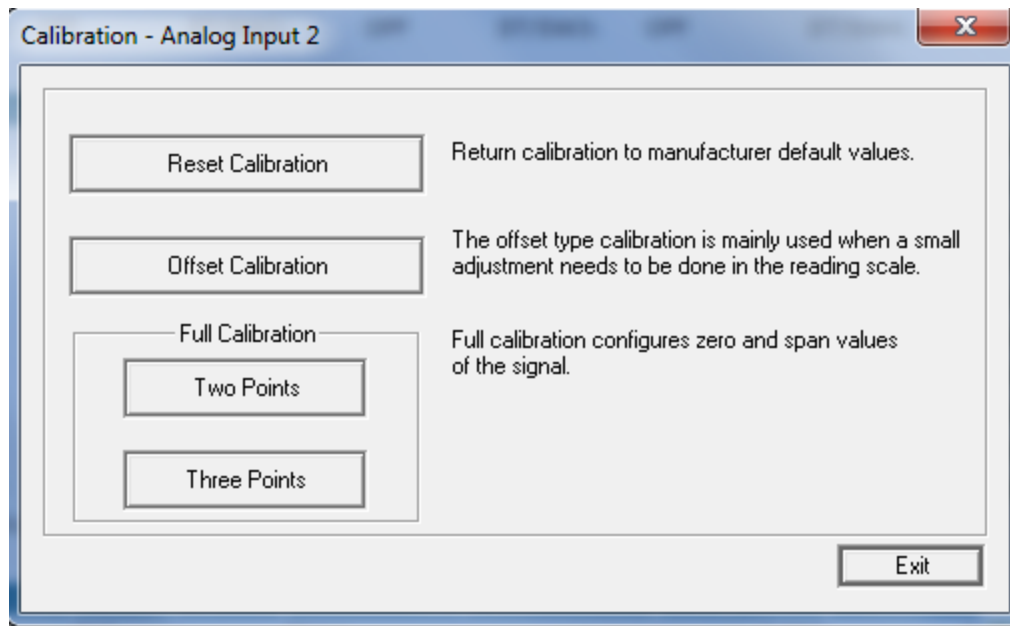 Calibration - Analog Input 2
Reset Calibration
Return calibration to manufacturer default values.
Offset Calibration
The offset type calibration is mainly used when a small
adjustment needs to be done in the reading scale.
Full Calibration
Two Points
Three Points
Full calibration configures zero and span values
of the signal.
Exit